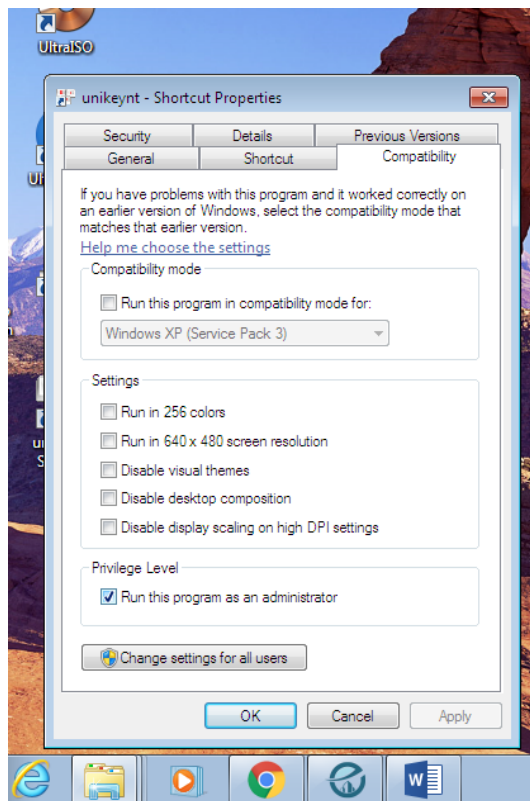 UltraISO
unikeynt - Shortcut Properties
Security Details Previous Versions
General Shortcut Compatibility
If you have problems with this program and it worked correctly on
an earlier version of Windows, select the compatibility mode that
matches that earlier version.
Help me choose the settings
Compatibility mode
Run this program in compatibility mode for:
Windows XP (Service Pack 3)
Settings
Run in 256 colors
Run in 640 x 480 screen resolution
Disable visual themes
Disable desktop composition
Disable display scaling on high DPI settings
Privilege Level
Run this program as an administrator
Change settings for all users
OK Cancel Apply